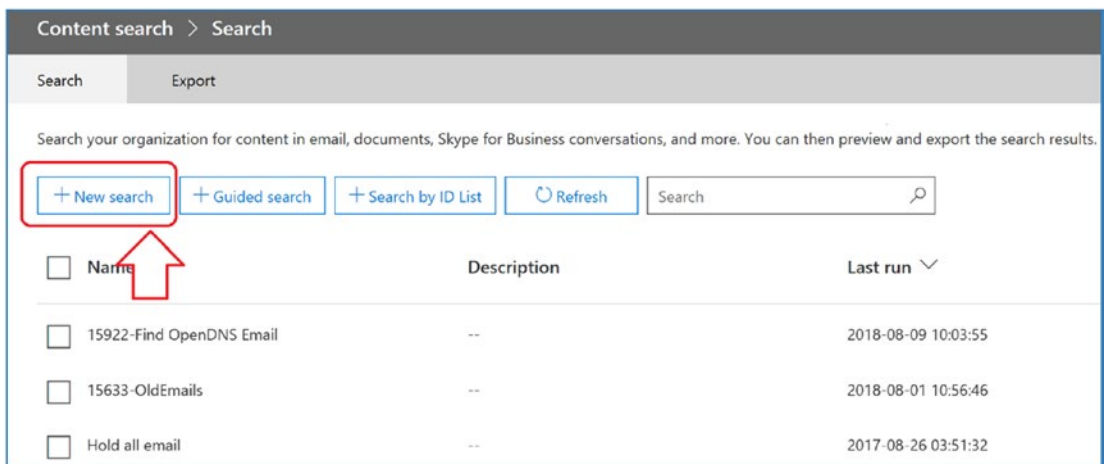 Content search > Search
Search Export
Search your organization for content in email, documents, Skype for Business conversations, and more. You can then preview and export the search results.
+ New search + Guided search + Search by ID List Refresh Search
Name Description Last run
15922-Find OpenDNS Email -- 2018-08-09 10:03:55
15633-OldEmails -- 2018-08-01 10:56:46
Hold all email -- 2017-08-26 03:51:32